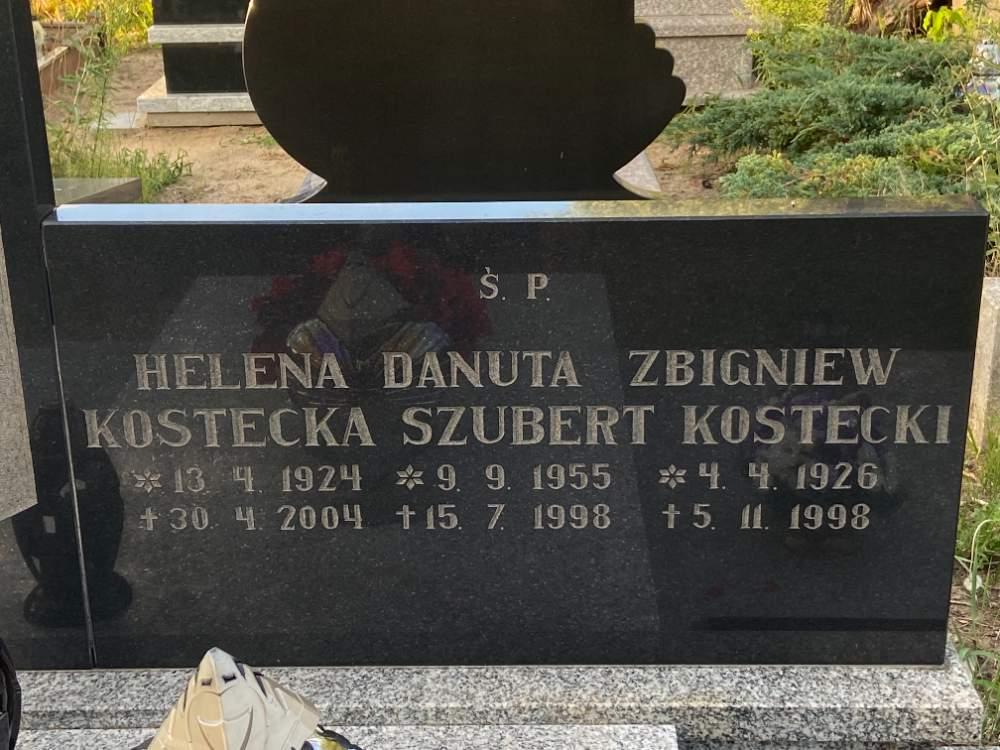 Ś. P.
HELENA DANUTA ZBIGNIEW
KOSTECKA SZUBERT KOSTECKI
* 13. 4. 1924 * 9. 9. 1955 * 4. 4. 1926
† 30. 4. 2004 † 15. 7. 1998 † 5. 11. 1998